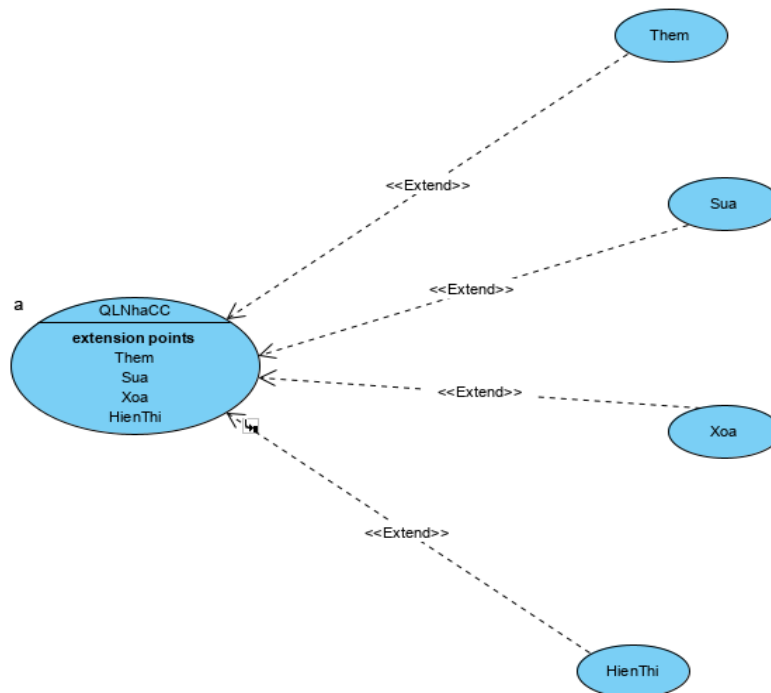 Them
<<Extend>>
Sua
<<Extend>>
a
QLNhaCC
extension points
Them
Sua
Xoa
HienThi
<<Extend>>
Xoa
<<Extend>>
HienThi